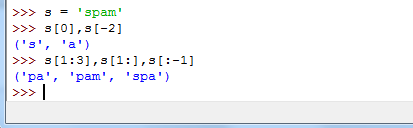 >>> s = 'spam'
>>> s[0],s[-2]
('s', 'a')
>>> s[1:3],s[1:],s[:-1]
('pa', 'pam', 'spa')
>>>